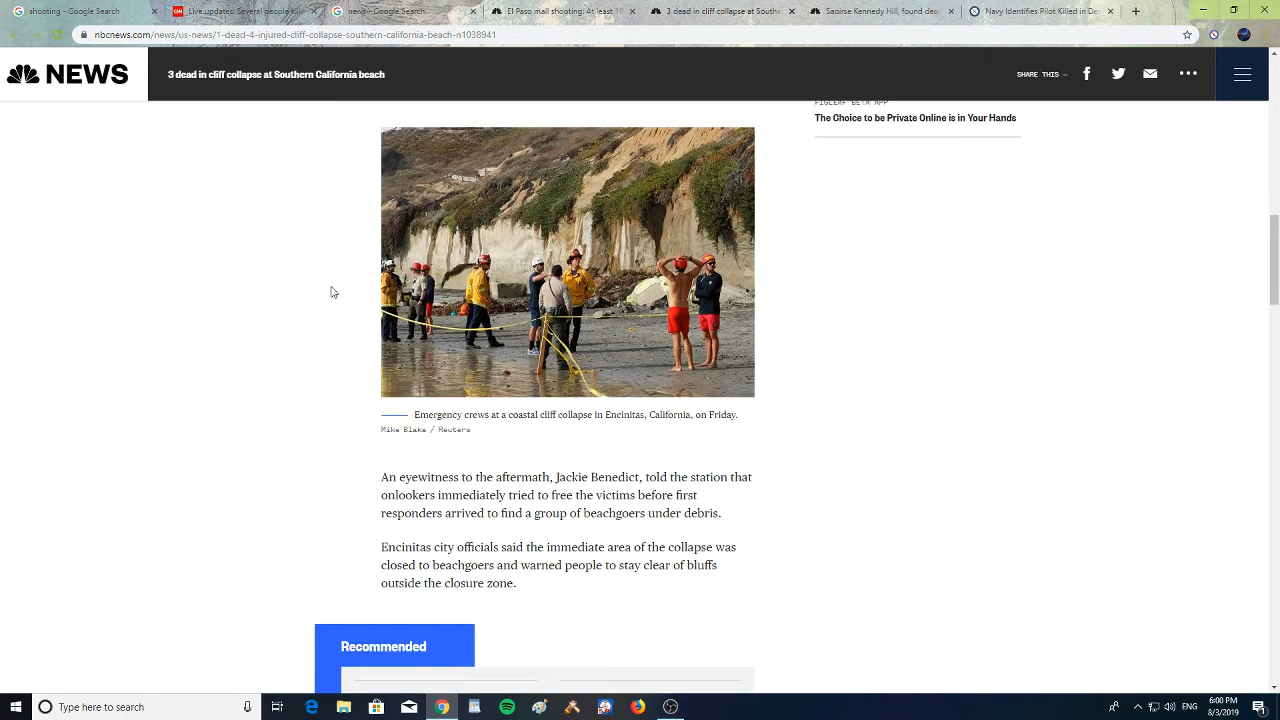 shooting - Google Search
CNN
Live updates: Several people kill
news - Google Search
El Paso mall shooting: At least 19
3 dead in cliff collapse at Southe
Saoirse Kennedy Hill, found dea
Navy Identifies Pilot Killed in De
nbcnews.com/news/us-news/1-dead-4-injured-cliff-collapse-southern-california-beach-n1038941
NEWS
3 dead in cliff collapse at Southern California beach
SHARE THIS —
FIGLEAF BETA APP
The Choice to be Private Online is in Your Hands
Emergency crews at a coastal cliff collapse in Encinitas, California, on Friday.
Mike Blake / Reuters
An eyewitness to the aftermath, Jackie Benedict, told the station that
onlookers immediately tried to free the victims before first
responders arrived to find a group of beachgoers under debris.
Encinitas city officials said the immediate area of the collapse was
closed to beachgoers and warned people to stay clear of bluffs
outside the closure zone.
Recommended
Type here to search
ENG
6:00 PM
8/3/2019